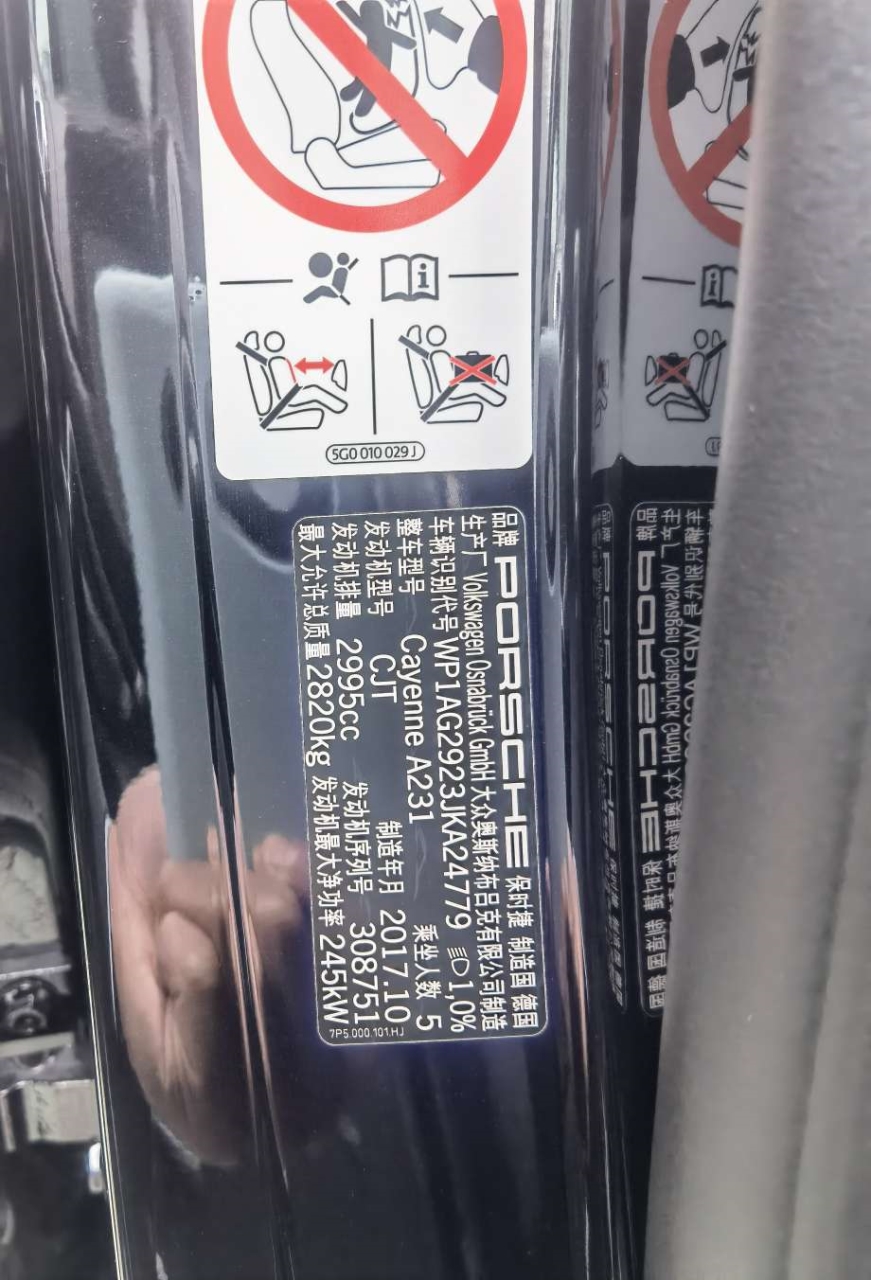 5G0 010 029 J
品牌 PORSCHE 保时捷 制造国 德国
生产厂 Volkswagen Osnabrück GmbH 大众奥斯纳布吕克有限公司制造
车辆识别代号 WP1AG2923JKA24779 1,0%
整车型号 Cayenne A231 乘坐人数 5
发动机型号 CJT 制造年月 2017.10
发动机排量 2995cc 发动机序列号 308751
最大允许总质量 2820kg 发动机最大净功率 245kW
7P5.000.101.HJ